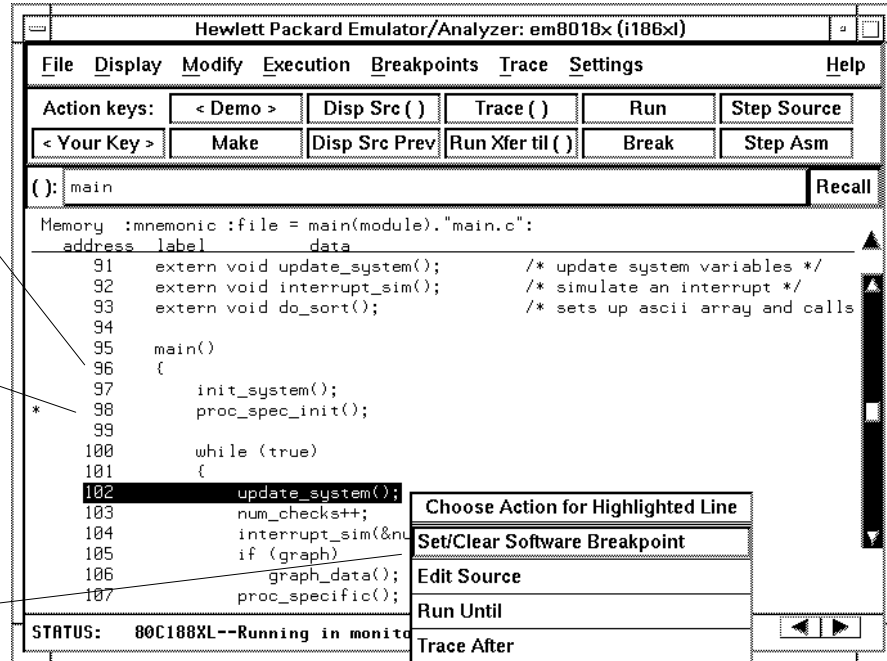 Hewlett Packard Emulator/Analyzer: em8018x (i186xl)
File Display Modify Execution Breakpoints Trace Settings Help
Action keys: < Demo > Disp Src ( ) Trace ( ) Run Step Source
< Your Key > Make Disp Src Prev Run Xfer til ( ) Break Step Asm
( ): main Recall
Memory :mnemonic :file = main(module)."main.c":
address label data
91 extern void update_system(); /* update system variables */
92 extern void interrupt_sim(); /* simulate an interrupt */
93 extern void do_sort(); /* sets up ascii array and calls
94
95 main()
96 {
97 init_system();
* 98 proc_spec_init();
99
100 while (true)
101 {
102 update_system();
103 num_checks++;
104 interrupt_sim(&nu
105 if (graph)
106 graph_data();
107 proc_specific();
Choose Action for Highlighted Line
Set/Clear Software Breakpoint
Edit Source
Run Until
Trace After
STATUS: 80C188XL--Running in monito